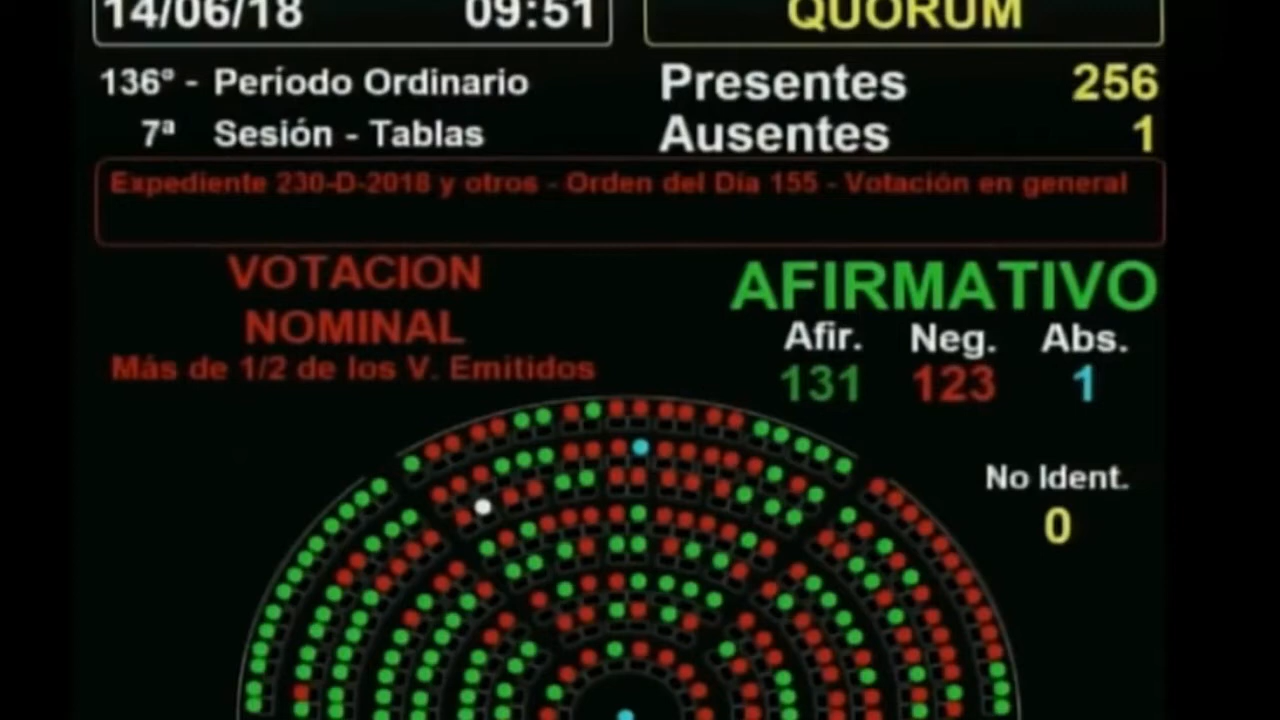 14/06/18 09:51 QUORUM
136º - Período Ordinario
7ª Sesión - Tablas
Presentes 256
Ausentes 1
Expediente 230-D-2018 y otros - Orden del Día 155 - Votación en general
VOTACION
NOMINAL
Más de 1/2 de los V. Emitidos
AFIRMATIVO
Afir. Neg. Abs.
131 123 1
No Ident.
0